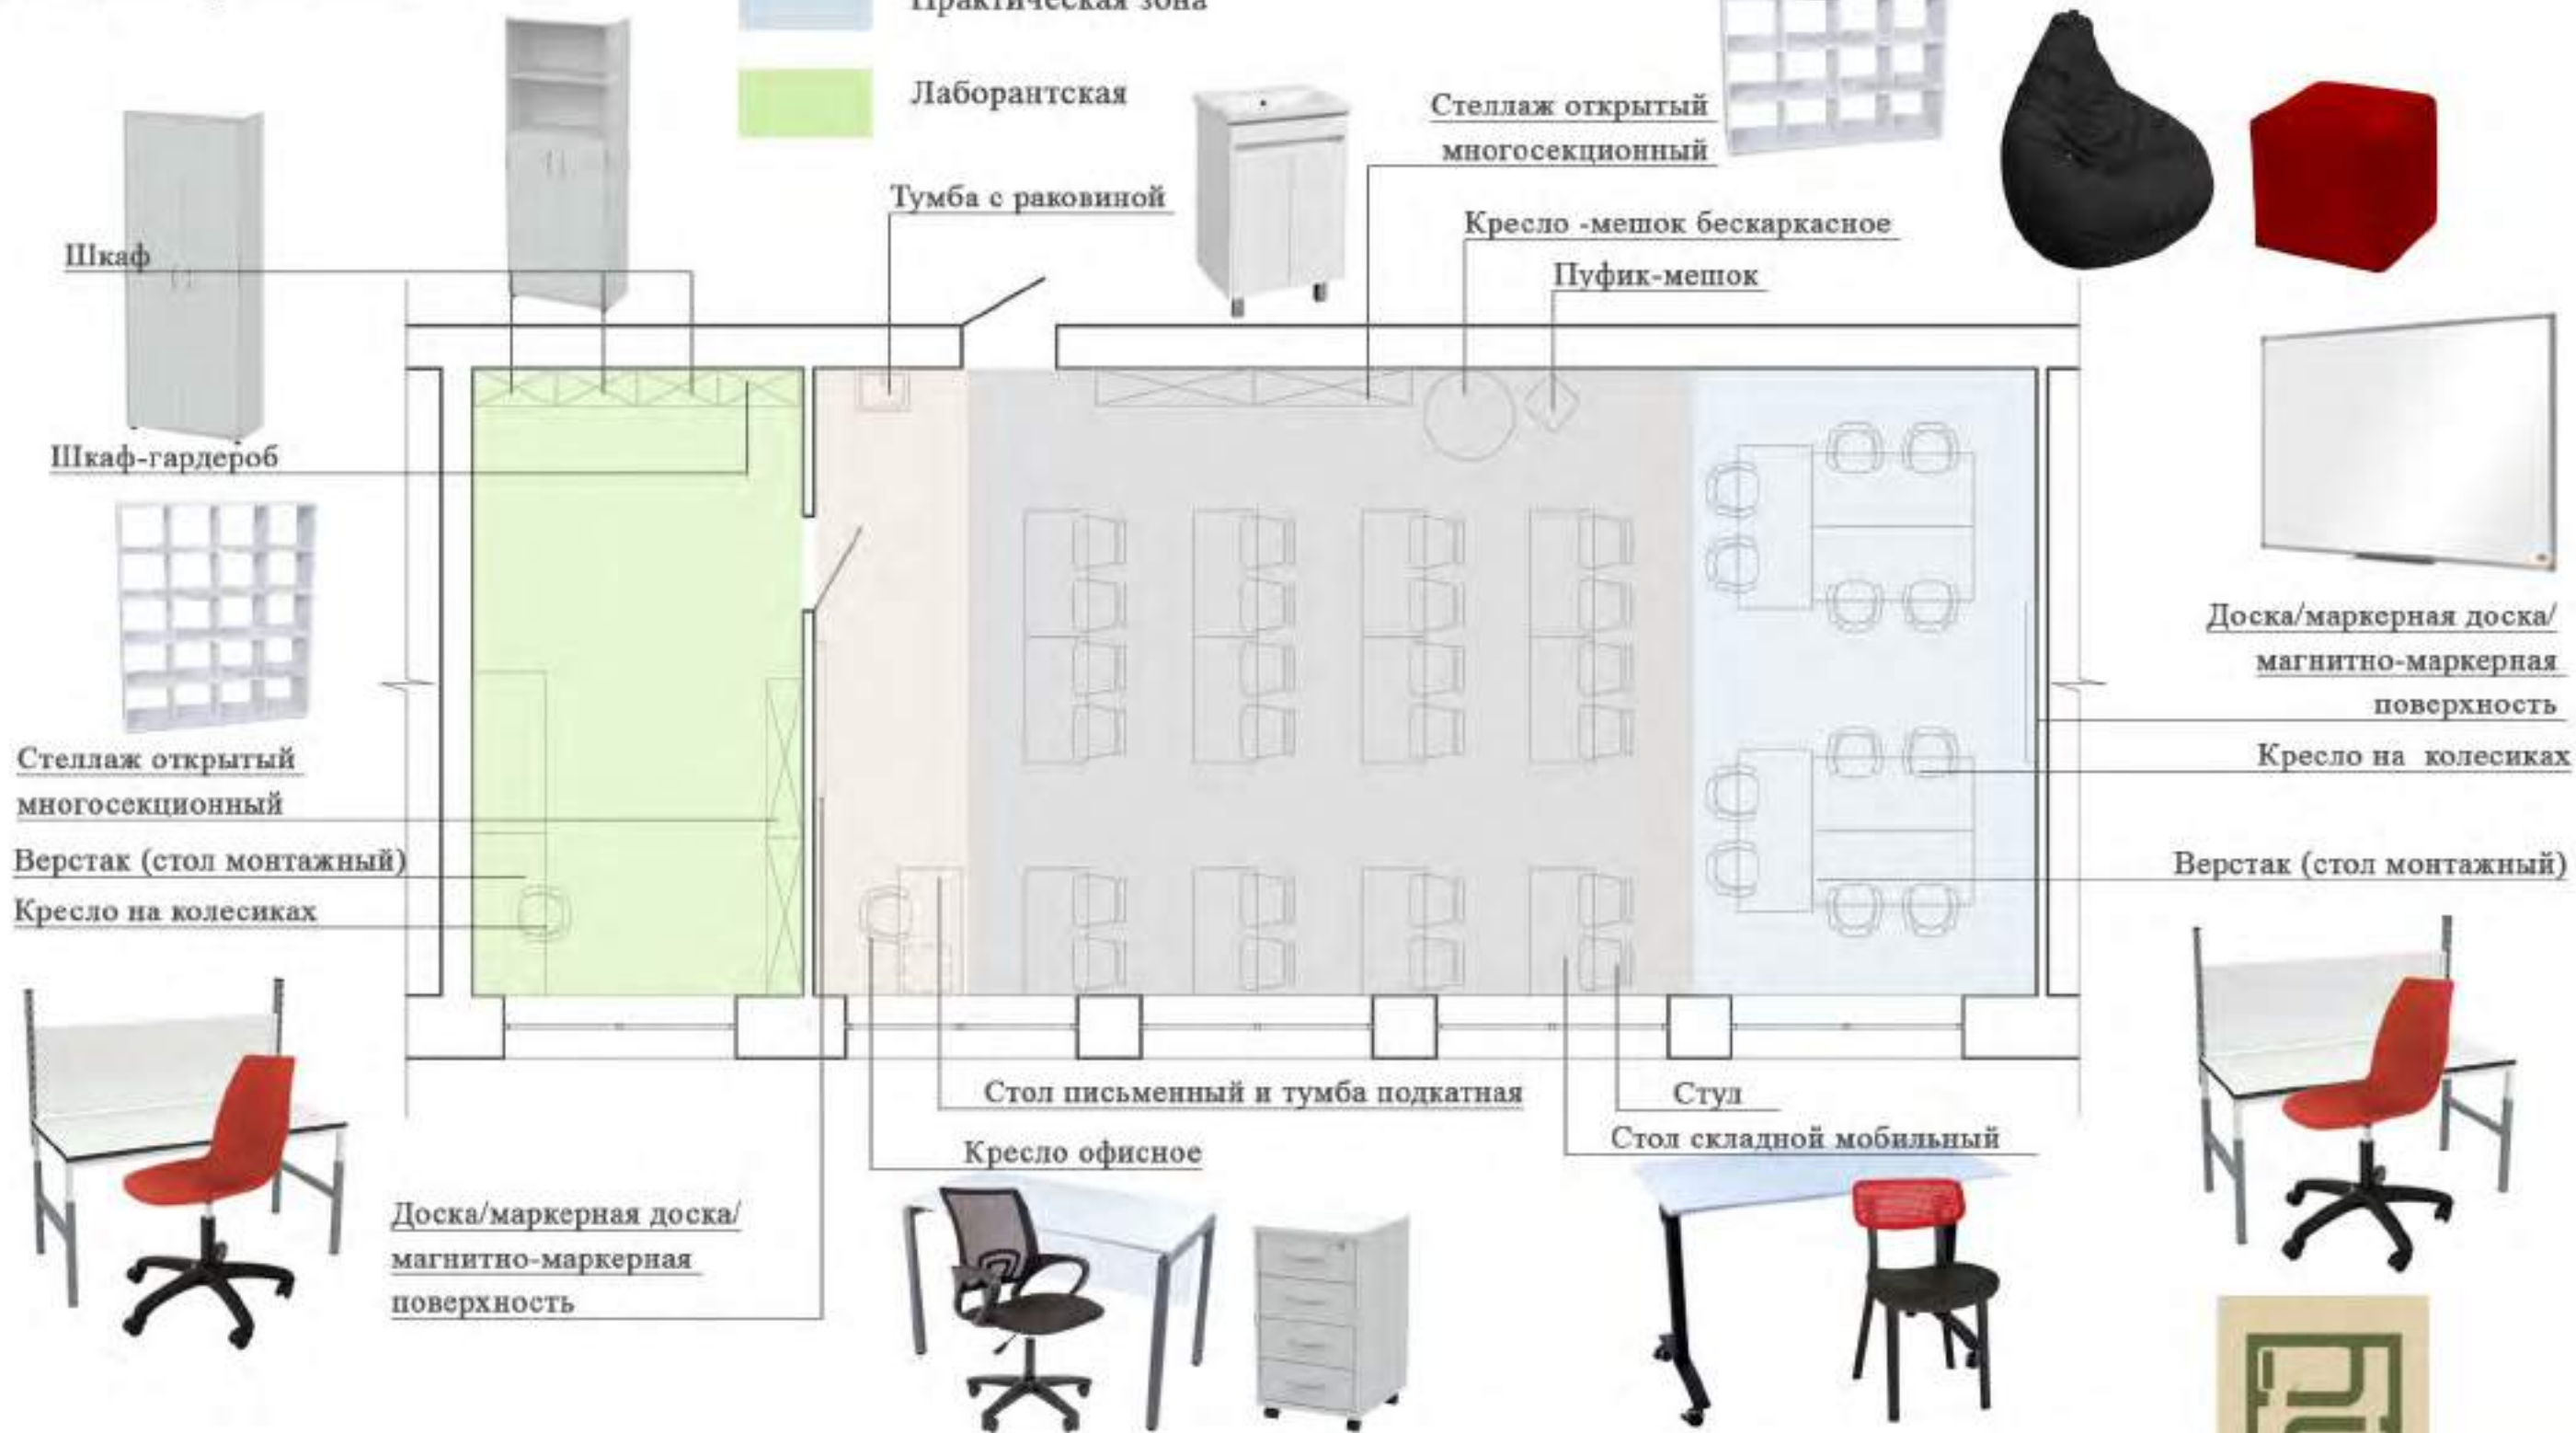 Практическая зона
Лаборантская
Стеллаж открытый
многосекционный
Тумба с раковиной
Кресло -мешок бескаркасное
Шкаф
Пуфик-мешок
Шкаф-гардероб
Доска/маркерная доска/
магнитно-маркерная
поверхность
Стеллаж открытый
многосекционный
Кресло на колесиках
Верстак (стол монтажный)
Верстак (стол монтажный)
Кресло на колесиках
Стол письменный и тумба подкатная
Стул
Кресло офисное
Стол складной мобильный
Доска/маркерная доска/
магнитно-маркерная
поверхность